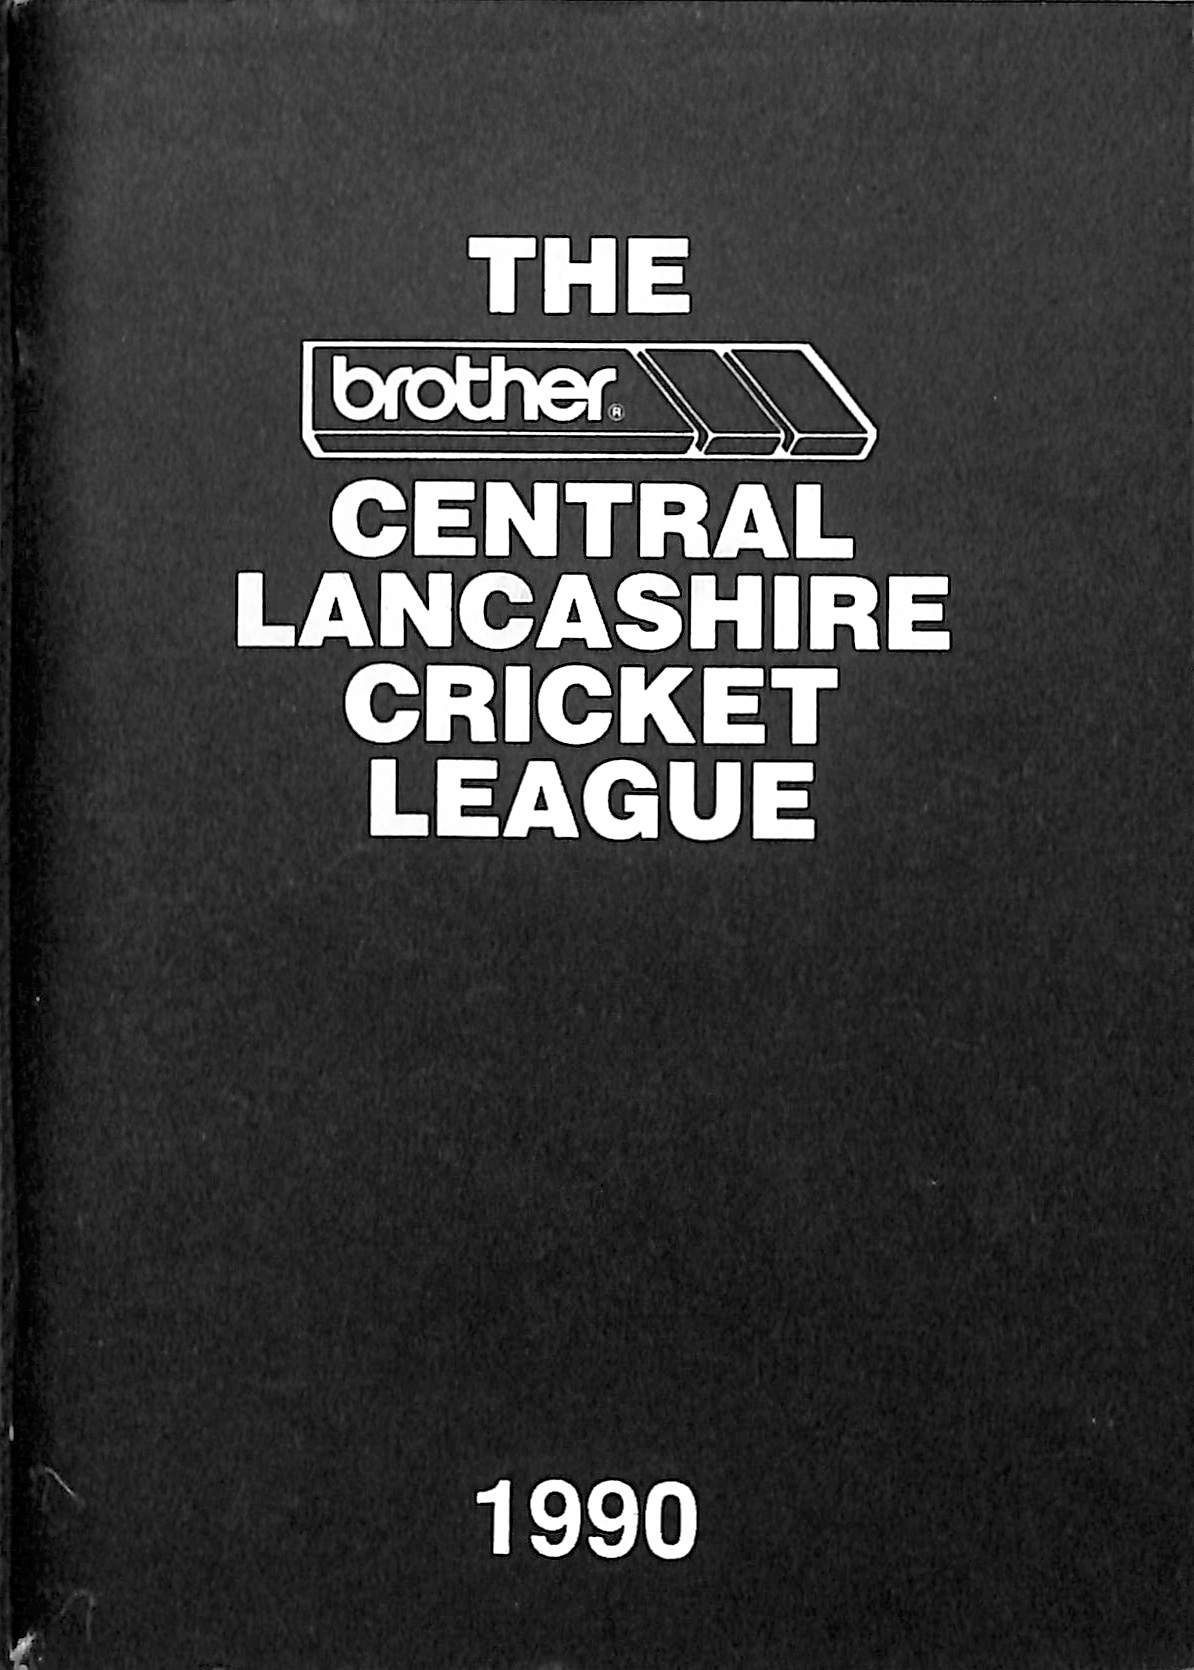 THE
brother®
CENTRAL
LANCASHIRE
CRICKET
LEAGUE
1990